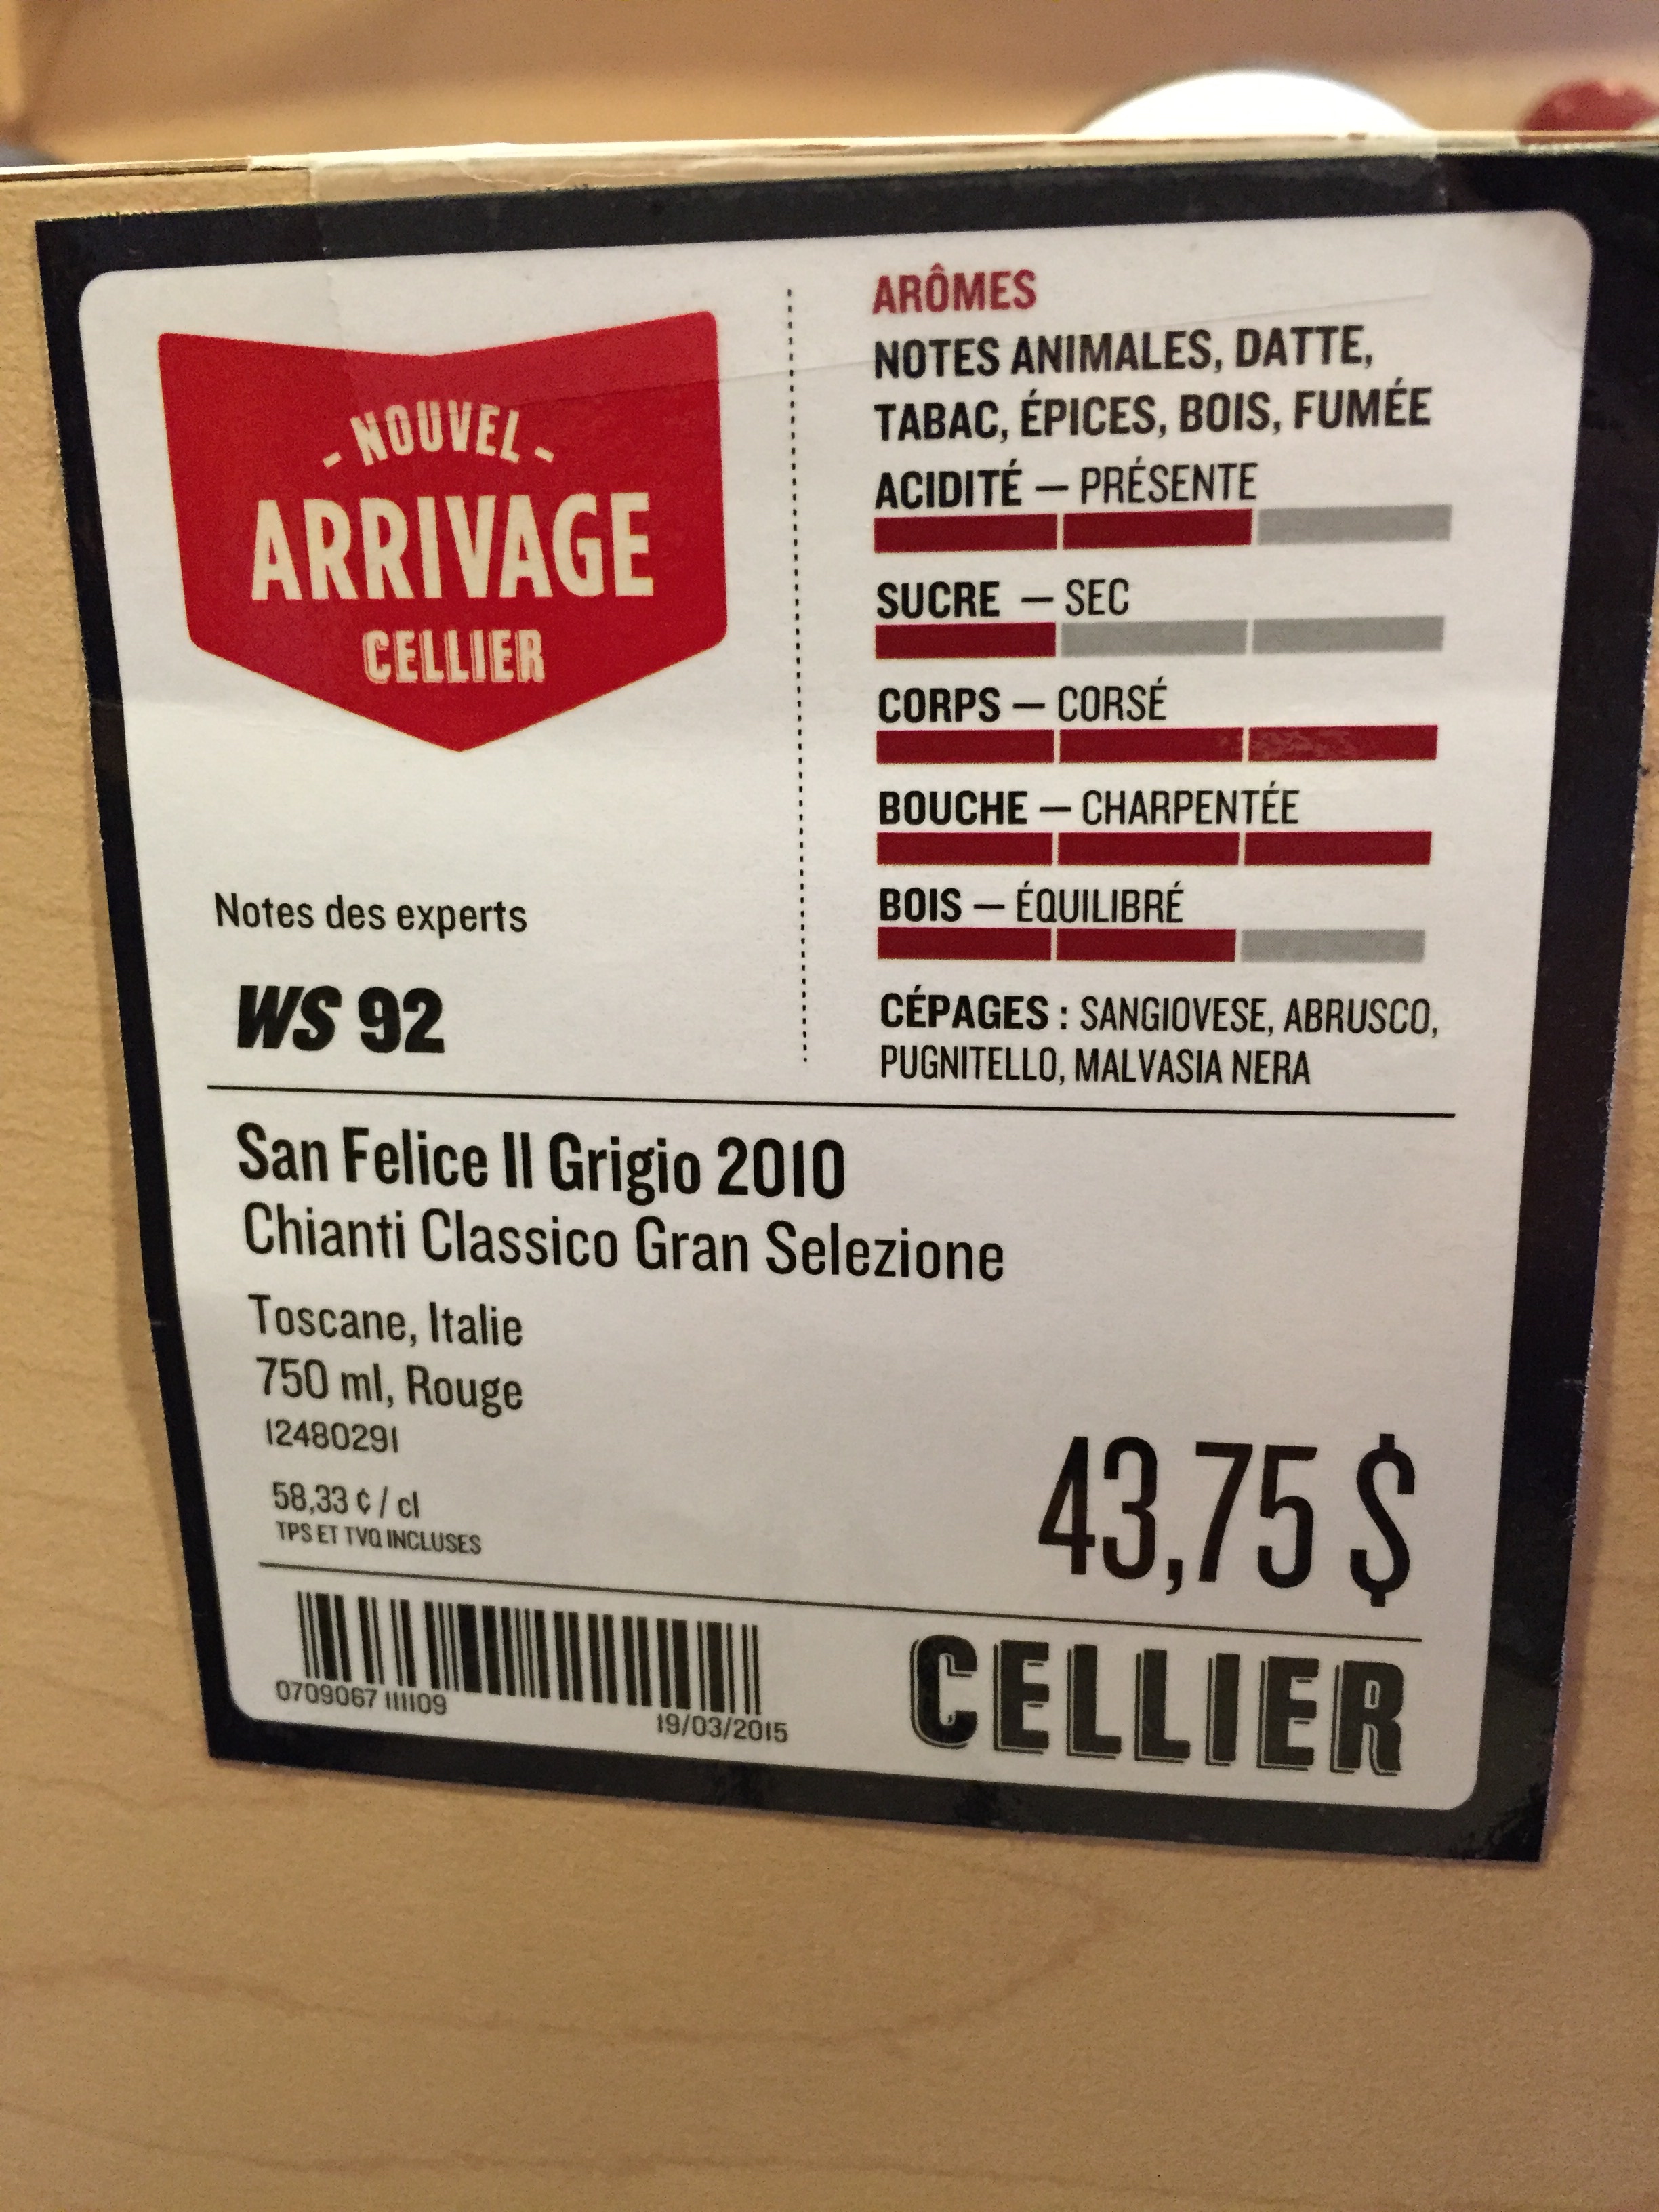 - NOUVEL -
ARRIVAGE
CELLIER
Notes des experts
WS 92
ARÔMES
NOTES ANIMALES, DATTE,
TABAC, ÉPICES, BOIS, FUMÉE
ACIDITÉ — PRÉSENTE
SUCRE — SEC
CORPS — CORSÉ
BOUCHE — CHARPENTÉE
BOIS — ÉQUILIBRÉ
CÉPAGES : SANGIOVESE, ABRUSCO,
PUGNITELLO, MALVASIA NERA
San Felice Il Grigio 2010
Chianti Classico Gran Selezione
Toscane, Italie
750 ml, Rouge
12480291
58,33 ¢ / cl
TPS ET TVQ INCLUSES
43,75 $
0709067 111109
19/03/2015
CELLIER